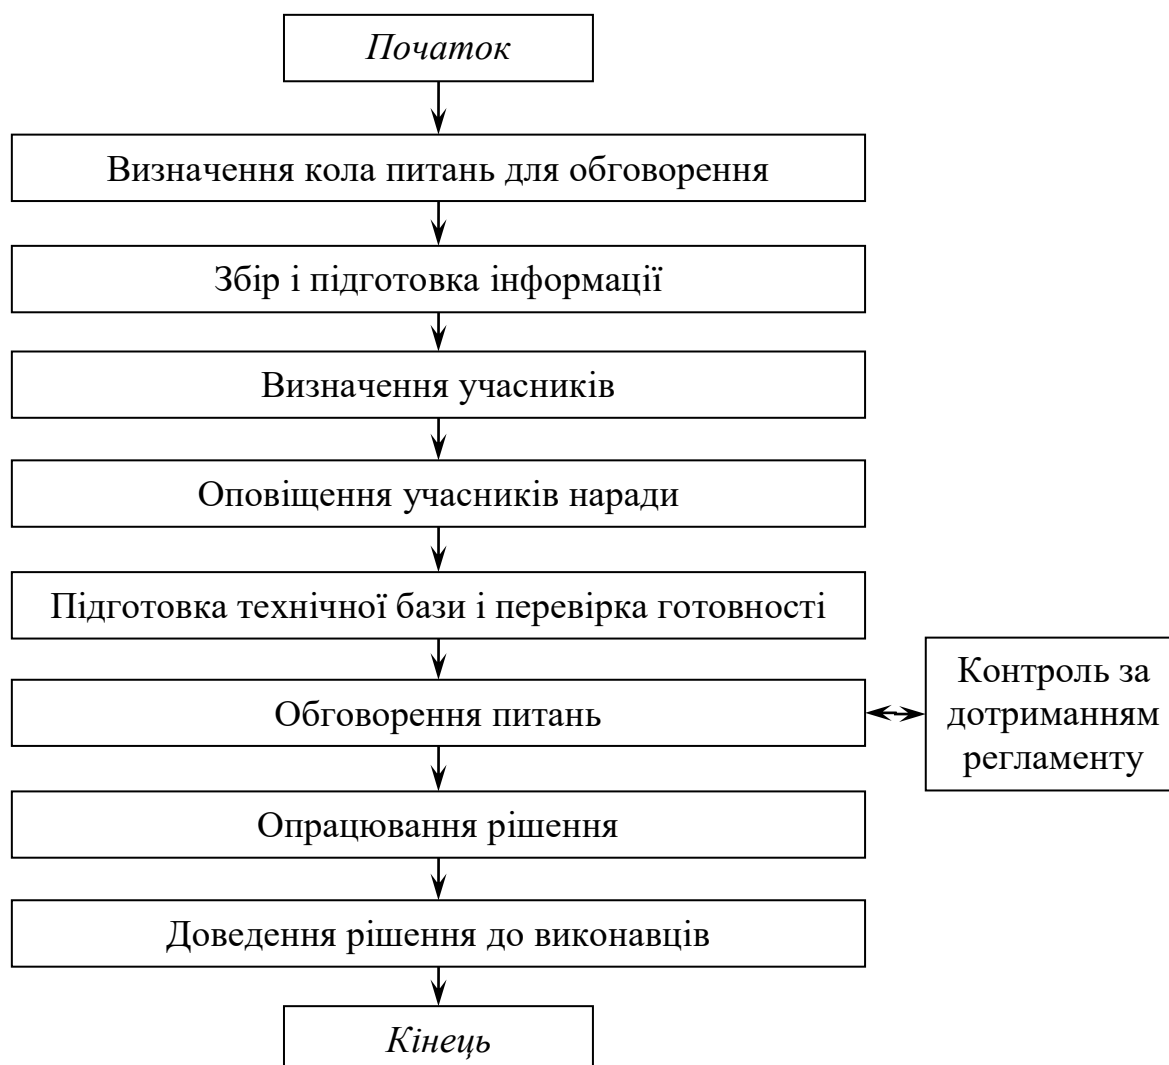 Початок
Визначення кола питань для обговорення
Збір і підготовка інформації
Визначення учасників
Оповіщення учасників наради
Підготовка технічної бази і перевірка готовності
Обговорення питань
Контроль за
дотриманням
регламенту
Опрацювання рішення
Доведення рішення до виконавців
Кінець